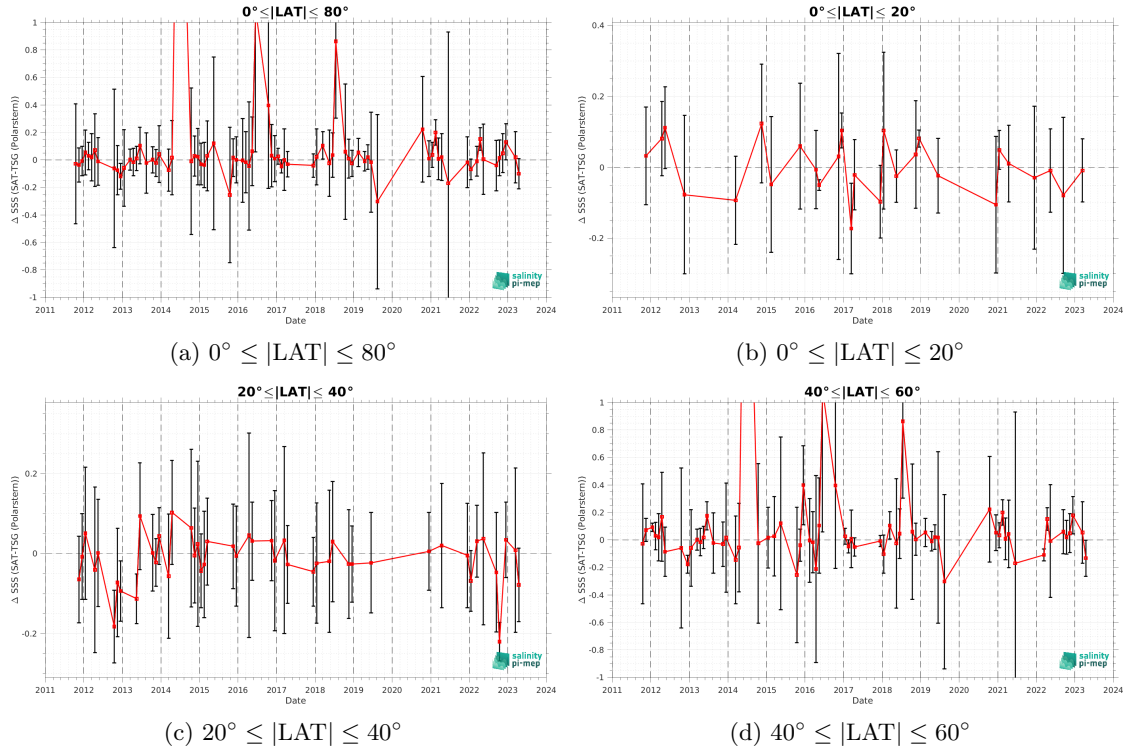 0°≤|LAT|≤ 80°
Δ SSS (SAT-TSG (Polarstern))
1
0.8
0.6
0.4
0.2
0
-0.2
-0.4
-0.6
-0.8
-1
2011 2012 2013 2014 2015 2016 2017 2018 2019 2020 2021 2022 2023 2024
Date
salinity
pi-mep
(a) 0° ≤ |LAT| ≤ 80°
0°≤|LAT|≤ 20°
Δ SSS (SAT-TSG (Polarstern))
0.4
0.2
0
-0.2
2011 2012 2013 2014 2015 2016 2017 2018 2019 2020 2021 2022 2023 2024
Date
salinity
pi-mep
(b) 0° ≤ |LAT| ≤ 20°
20°≤|LAT|≤ 40°
Δ SSS (SAT-TSG (Polarstern))
0.2
0
-0.2
2011 2012 2013 2014 2015 2016 2017 2018 2019 2020 2021 2022 2023 2024
Date
salinity
pi-mep
(c) 20° ≤ |LAT| ≤ 40°
40°≤|LAT|≤ 60°
Δ SSS (SAT-TSG (Polarstern))
1
0.8
0.6
0.4
0.2
0
-0.2
-0.4
-0.6
-0.8
-1
2011 2012 2013 2014 2015 2016 2017 2018 2019 2020 2021 2022 2023 2024
Date
salinity
pi-mep
(d) 40° ≤ |LAT| ≤ 60°